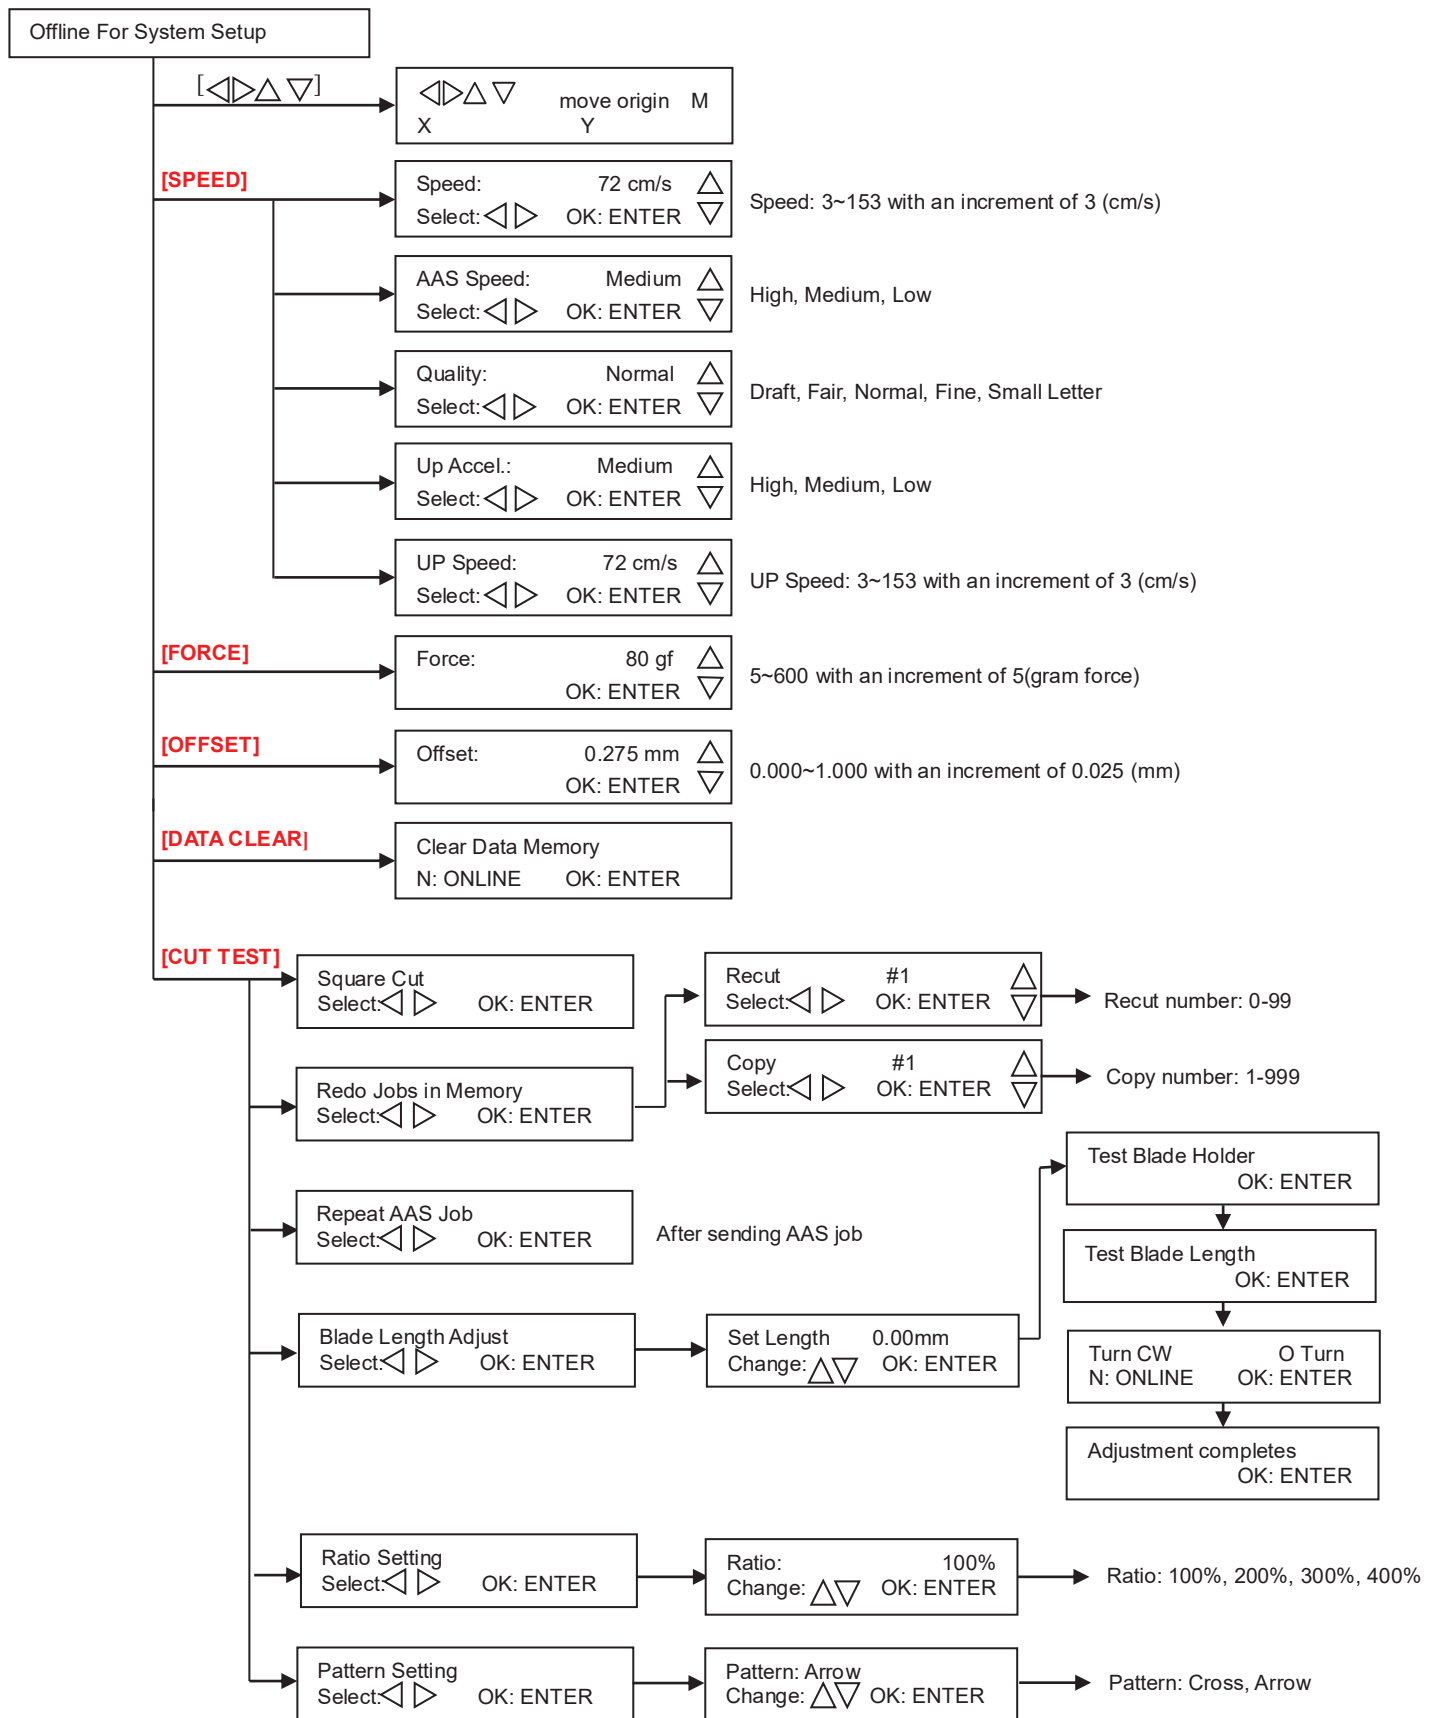 Offline For System Setup
[◁▷△ ▽]
◁▷△ ▽ move origin M
X Y
[SPEED]
Speed: 72 cm/s △
Select:◁ ▷ OK: ENTER ▽
Speed: 3~153 with an increment of 3 (cm/s)
AAS Speed: Medium △
Select:◁ ▷ OK: ENTER ▽
High, Medium, Low
Quality: Normal △
Select:◁ ▷ OK: ENTER ▽
Draft, Fair, Normal, Fine, Small Letter
Up Accel.: Medium △
Select:◁ ▷ OK: ENTER ▽
High, Medium, Low
UP Speed: 72 cm/s △
Select:◁ ▷ OK: ENTER ▽
UP Speed: 3~153 with an increment of 3 (cm/s)
[FORCE]
Force: 80 gf △
OK: ENTER ▽
5~600 with an increment of 5(gram force)
[OFFSET]
Offset: 0.275 mm △
OK: ENTER ▽
0.000~1.000 with an increment of 0.025 (mm)
[DATA CLEAR]
Clear Data Memory
N: ONLINE OK: ENTER
[CUT TEST]
Square Cut
Select:◁ ▷ OK: ENTER
Recut #1 △
Select:◁ ▷ OK: ENTER ▽
Recut number: 0-99
Copy #1 △
Select:◁ ▷ OK: ENTER ▽
Copy number: 1-999
Redo Jobs in Memory
Select:◁ ▷ OK: ENTER
Repeat AAS Job
Select:◁ ▷ OK: ENTER
After sending AAS job
Blade Length Adjust
Select:◁ ▷ OK: ENTER
Set Length 0.00mm
Change:△▽ OK: ENTER
Test Blade Holder
OK: ENTER
Test Blade Length
OK: ENTER
Turn CW O Turn
N: ONLINE OK: ENTER
Adjustment completes
OK: ENTER
Ratio Setting
Select:◁ ▷ OK: ENTER
Ratio: 100%
Change: △▽ OK: ENTER
Ratio: 100%, 200%, 300%, 400%
Pattern Setting
Select:◁ ▷ OK: ENTER
Pattern: Arrow
Change: △▽ OK: ENTER
Pattern: Cross, Arrow